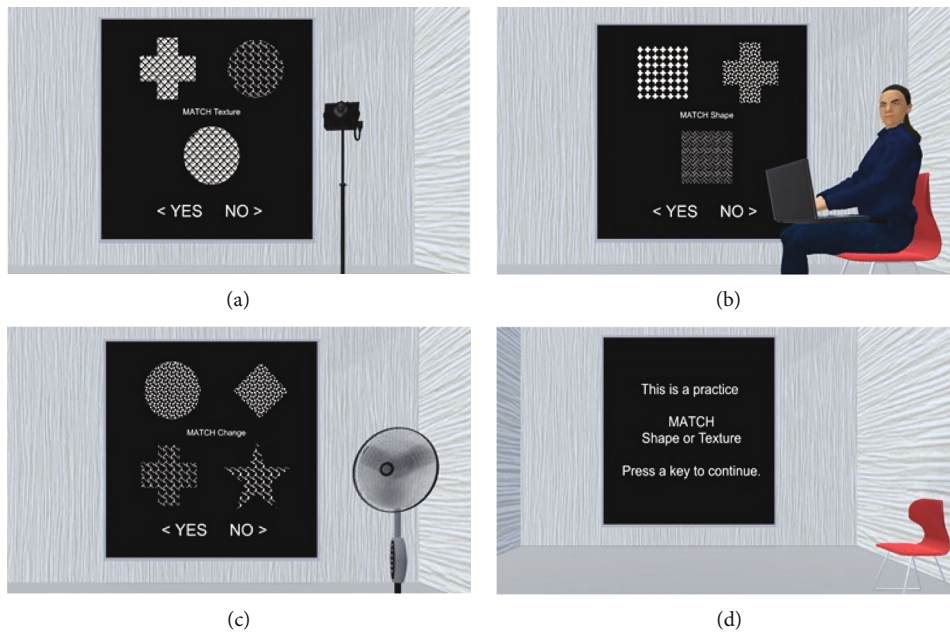 MATCH Texture
< YES NO >
(a)
MATCH Shape
< YES NO >
(b)
MATCH Change
< YES NO >
(c)
This is a practice
MATCH
Shape or Texture
Press a key to continue.
(d)